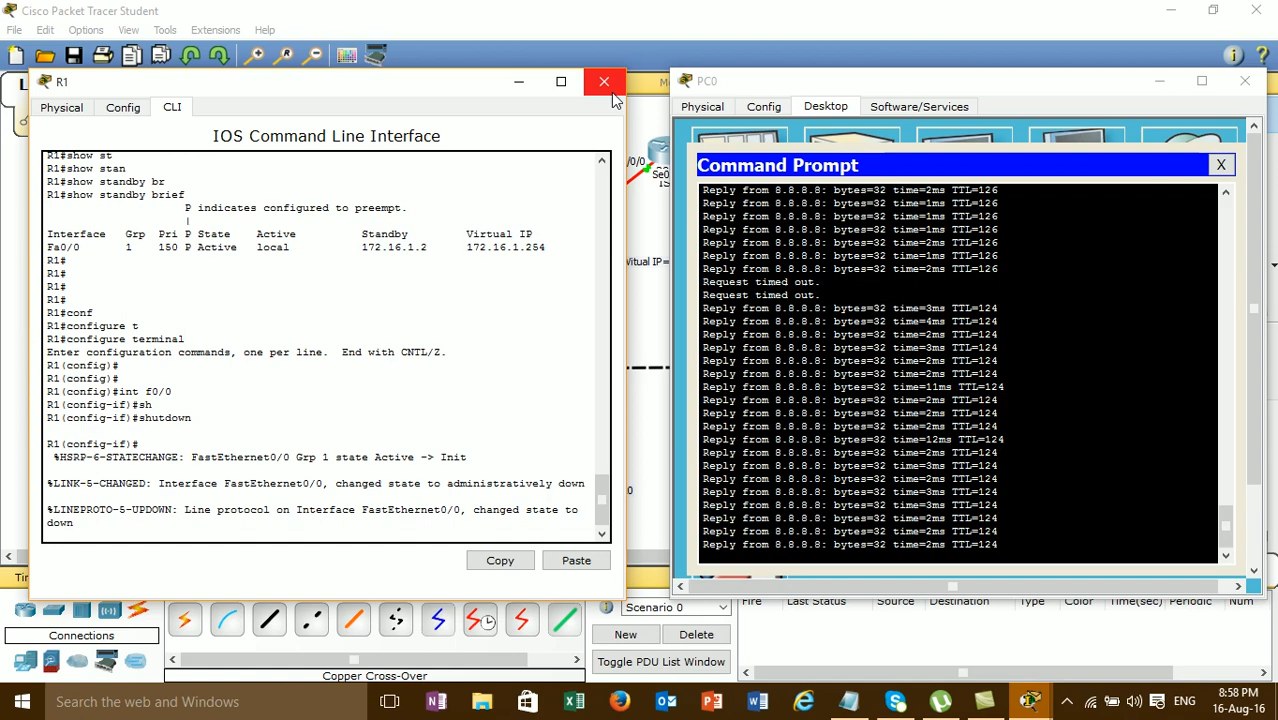 Cisco Packet Tracer Student
File Edit Options View Tools Extensions Help
R1
Physical Config CLI
IOS Command Line Interface
R1#show st
R1#show stan
R1#show standby br
R1#show standby brief
P indicates configured to preempt.
|
Interface Grp Pri P State Active Standby Virtual IP
Fa0/0 1 150 P Active local 172.16.1.2 172.16.1.254
R1#
R1#
R1#
R1#
R1#conf
R1#configure t
R1#configure terminal
Enter configuration commands, one per line. End with CNTL/Z.
R1(config)#
R1(config)#
R1(config)#int f0/0
R1(config-if)#sh
R1(config-if)#shutdown
R1(config-if)#
%HSRP-6-STATECHANGE: FastEthernet0/0 Grp 1 state Active -> Init
%LINK-5-CHANGED: Interface FastEthernet0/0, changed state to administratively down
%LINEPROTO-5-UPDOWN: Line protocol on Interface FastEthernet0/0, changed state to
down
Copy Paste
PC0
Physical Config Desktop Software/Services
Command Prompt
X
Reply from 8.8.8.8: bytes=32 time=2ms TTL=126
Reply from 8.8.8.8: bytes=32 time=1ms TTL=126
Reply from 8.8.8.8: bytes=32 time=1ms TTL=126
Reply from 8.8.8.8: bytes=32 time=1ms TTL=126
Reply from 8.8.8.8: bytes=32 time=2ms TTL=126
Reply from 8.8.8.8: bytes=32 time=1ms TTL=126
Reply from 8.8.8.8: bytes=32 time=2ms TTL=126
Request timed out.
Request timed out.
Reply from 8.8.8.8: bytes=32 time=3ms TTL=124
Reply from 8.8.8.8: bytes=32 time=4ms TTL=124
Reply from 8.8.8.8: bytes=32 time=2ms TTL=124
Reply from 8.8.8.8: bytes=32 time=3ms TTL=124
Reply from 8.8.8.8: bytes=32 time=2ms TTL=124
Reply from 8.8.8.8: bytes=32 time=2ms TTL=124
Reply from 8.8.8.8: bytes=32 time=11ms TTL=124
Reply from 8.8.8.8: bytes=32 time=2ms TTL=124
Reply from 8.8.8.8: bytes=32 time=2ms TTL=124
Reply from 8.8.8.8: bytes=32 time=2ms TTL=124
Reply from 8.8.8.8: bytes=32 time=12ms TTL=124
Reply from 8.8.8.8: bytes=32 time=2ms TTL=124
Reply from 8.8.8.8: bytes=32 time=3ms TTL=124
Reply from 8.8.8.8: bytes=32 time=2ms TTL=124
Reply from 8.8.8.8: bytes=32 time=3ms TTL=124
Reply from 8.8.8.8: bytes=32 time=3ms TTL=124
Reply from 8.8.8.8: bytes=32 time=2ms TTL=124
Reply from 8.8.8.8: bytes=32 time=2ms TTL=124
Reply from 8.8.8.8: bytes=32 time=2ms TTL=124
Connections
Copper Cross-Over
Scenario 0
New Delete
Toggle PDU List Window
Fire Last Status Source Destination Type Color Time(sec) Periodic Num
Search the web and Windows
ENG
8:58 PM
16-Aug-16